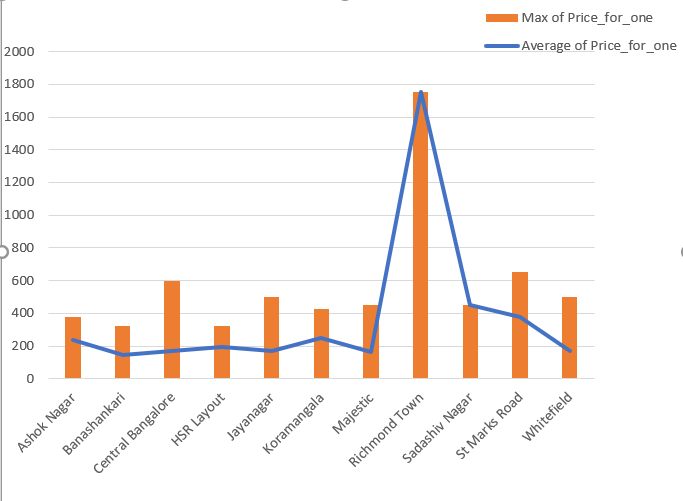 Max of Price_for_one
Average of Price_for_one
2000
1800
1600
1400
1200
1000
800
600
400
200
0
Ashok Nagar
Banashankari
Central Bangalore
HSR Layout
Jayanagar
Koramangala
Majestic
Richmond Town
Sadashiv Nagar
St Marks Road
Whitefield